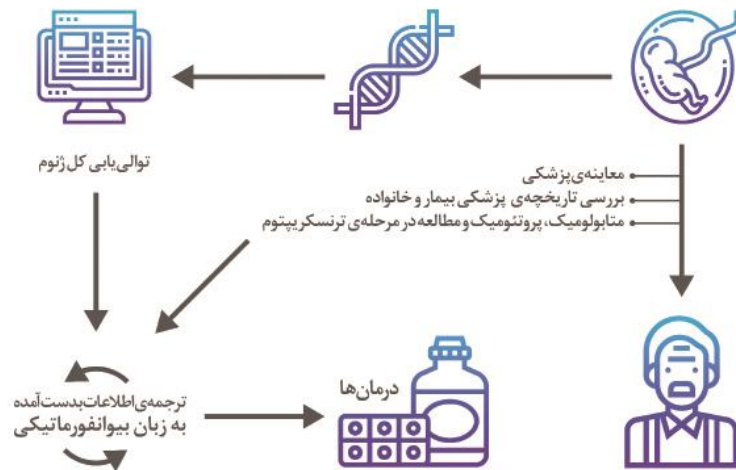 توالی‌یابی کل ژنوم
معاینه‌ی پزشکی
بررسی تاریخچه‌ی پزشکی بیمار و خانواده
متابولومیک، پروتئومیک و مطالعه در مرحله‌ی ترنسکریپتوم
درمان‌ها
ترجمه‌ی اطلاعات بدست‌آمده
به زبان بیوانفورماتیکی